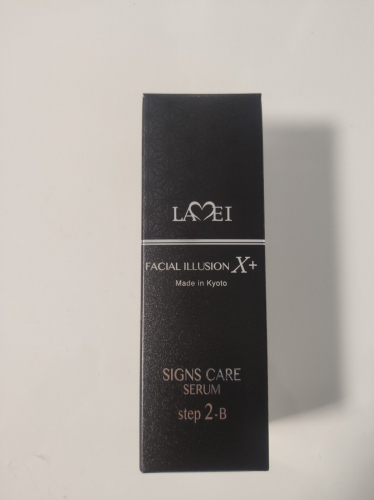 LAMEI
FACIAL ILLUSION X+
Made in Kyoto
SIGNS CARE
SERUM
step 2-B